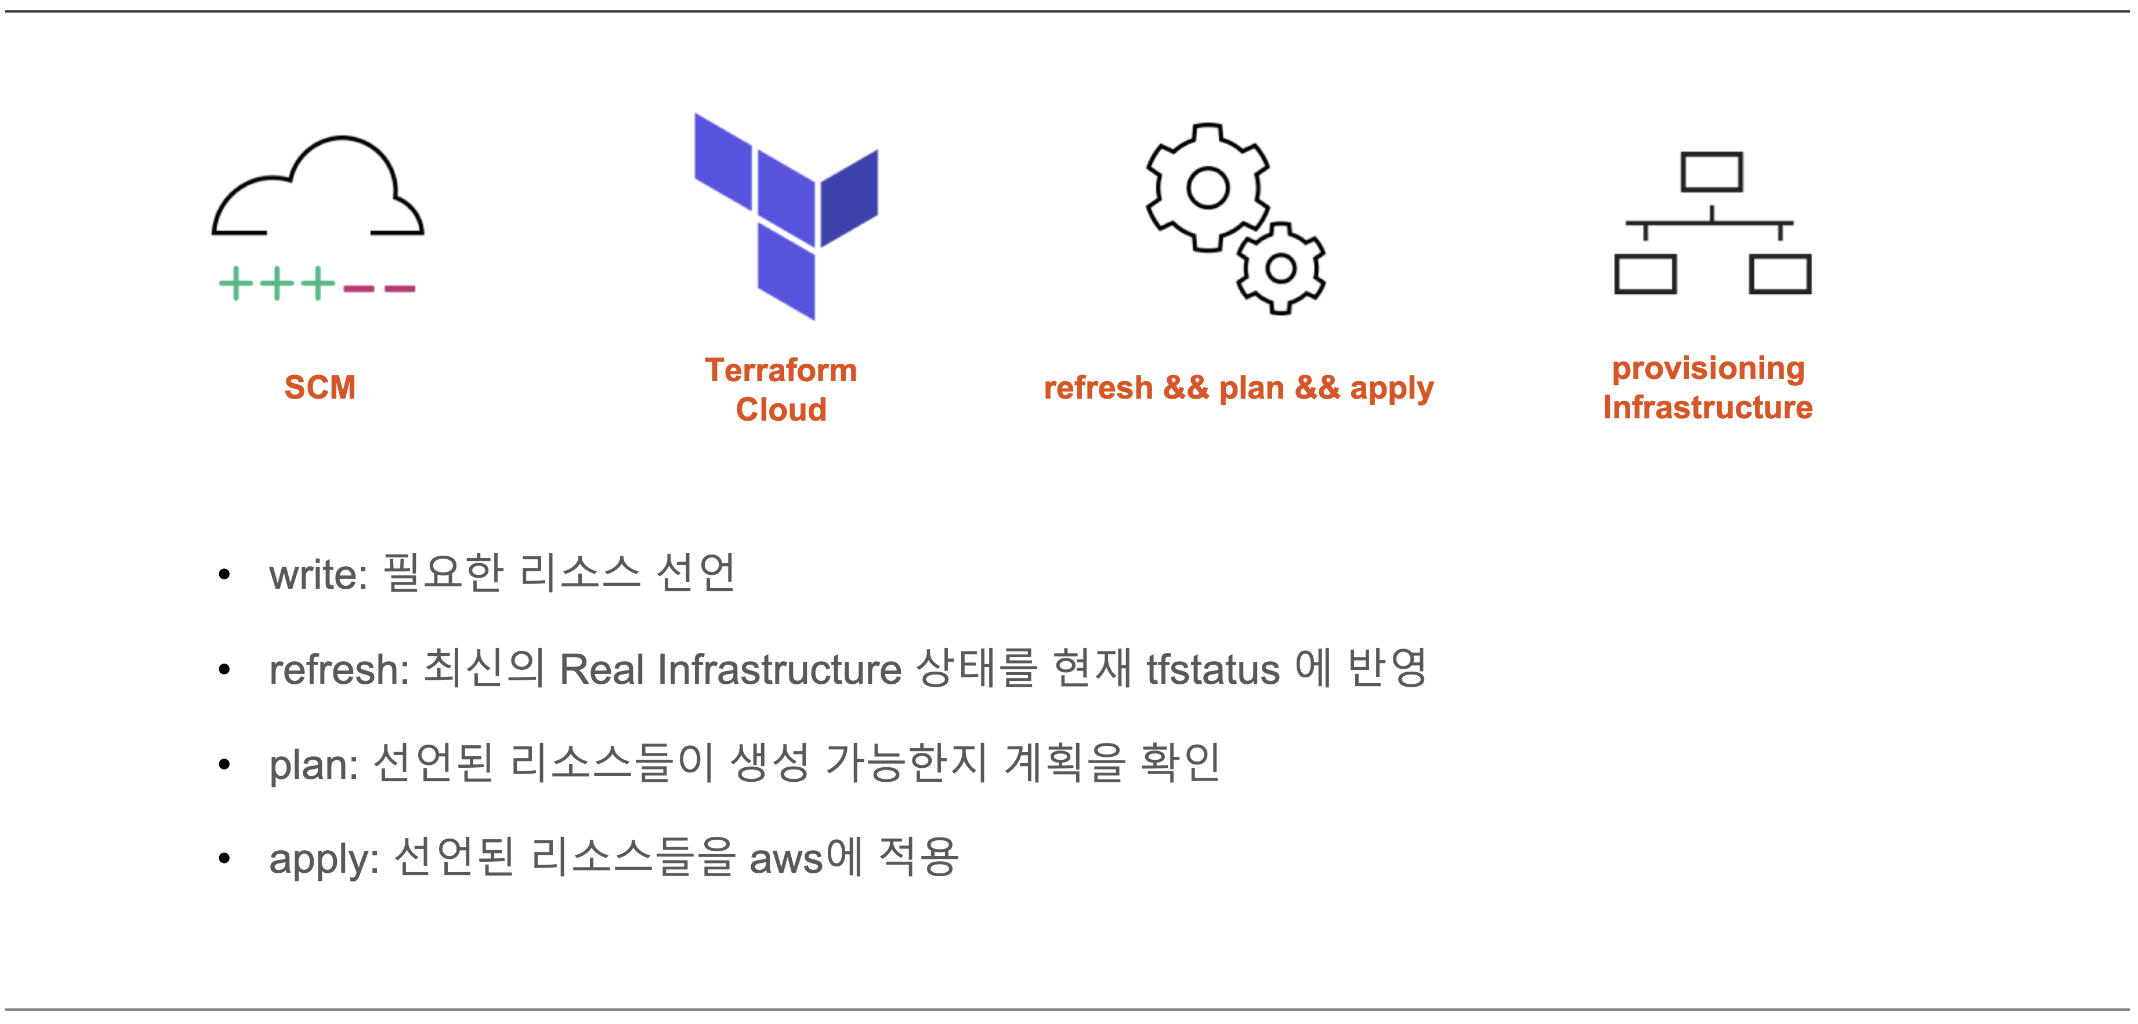 SCM
Terraform
Cloud
refresh && plan && apply
provisioning
Infrastructure
• write: 필요한 리소스 선언
• refresh: 최신의 Real Infrastructure 상태를 현재 tfstatus 에 반영
• plan: 선언된 리소스들이 생성 가능한지 계획을 확인
• apply: 선언된 리소스들을 aws에 적용